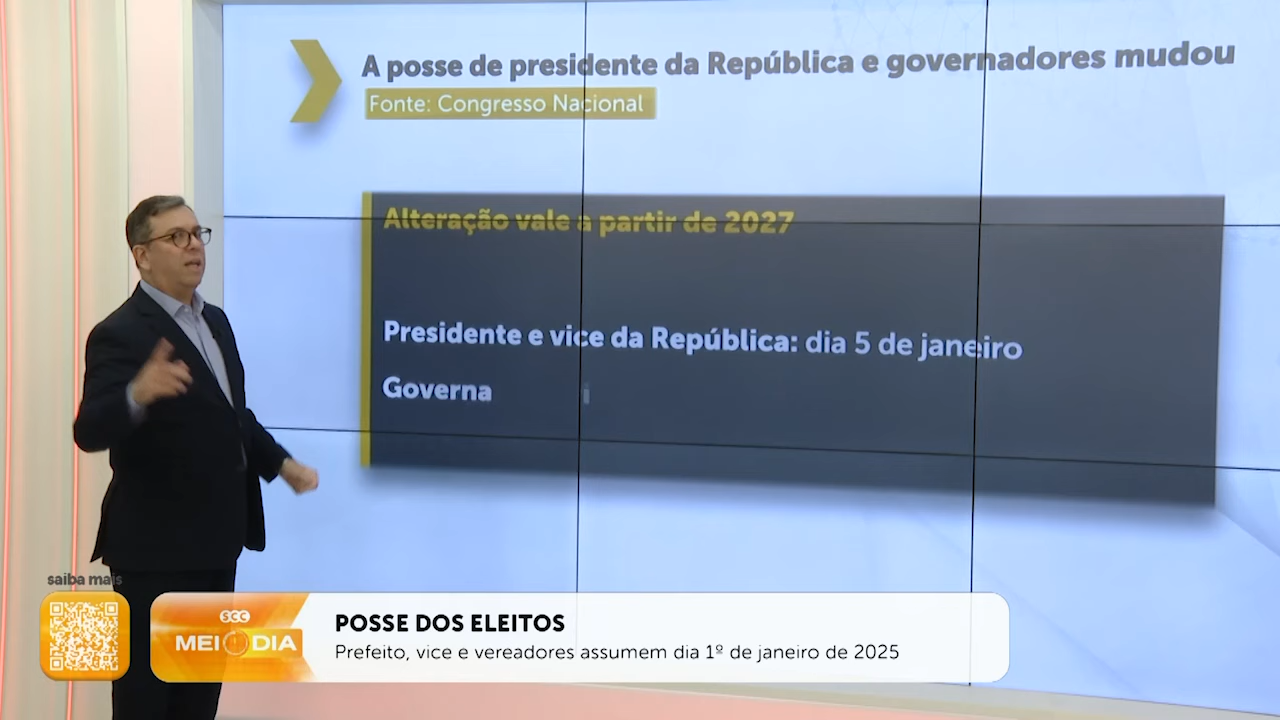 A posse de presidente da República e governadores mudou
Fonte: Congresso Nacional
Alteração vale a partir de 2027
Presidente e vice da República: dia 5 de janeiro
Governa
saiba mais
SCC
MEIO DIA
POSSE DOS ELEITOS
Prefeito, vice e vereadores assumem dia 1º de janeiro de 2025